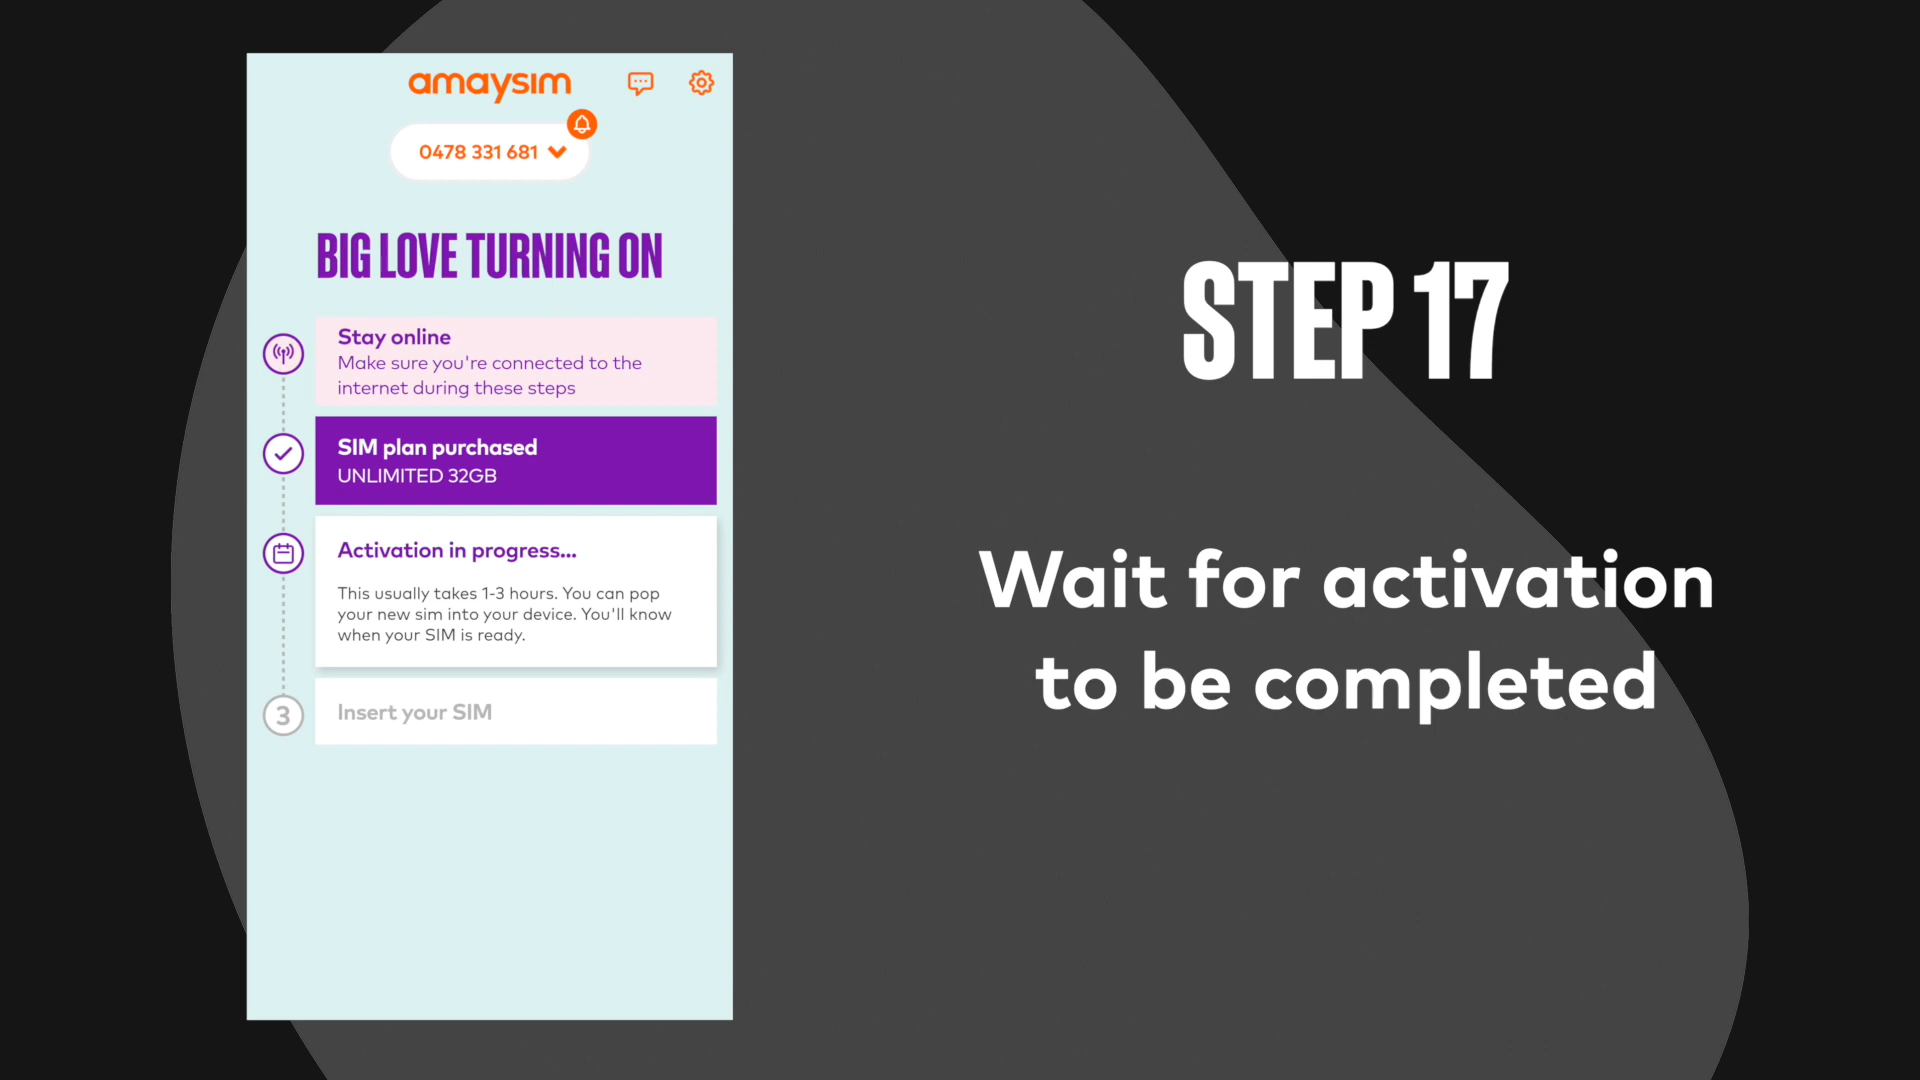 amaysim
0478 331 681
BIG LOVE TURNING ON
Stay online
Make sure you're connected to the
internet during these steps
SIM plan purchased
UNLIMITED 32GB
Activation in progress...
This usually takes 1-3 hours. You can pop
your new sim into your device. You'll know
when your SIM is ready.
3
Insert your SIM
STEP 17
Wait for activation
to be completed